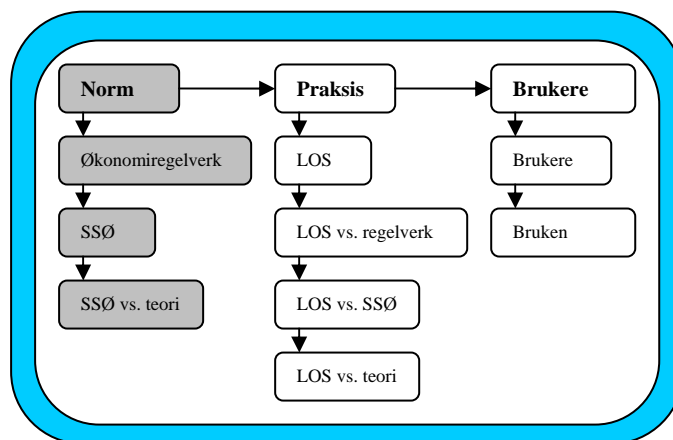 Norm
Praksis
Brukere
Økonomiregelverk
LOS
Brukere
SSØ
LOS vs. regelverk
Bruken
SSØ vs. teori
LOS vs. SSØ
LOS vs. teori